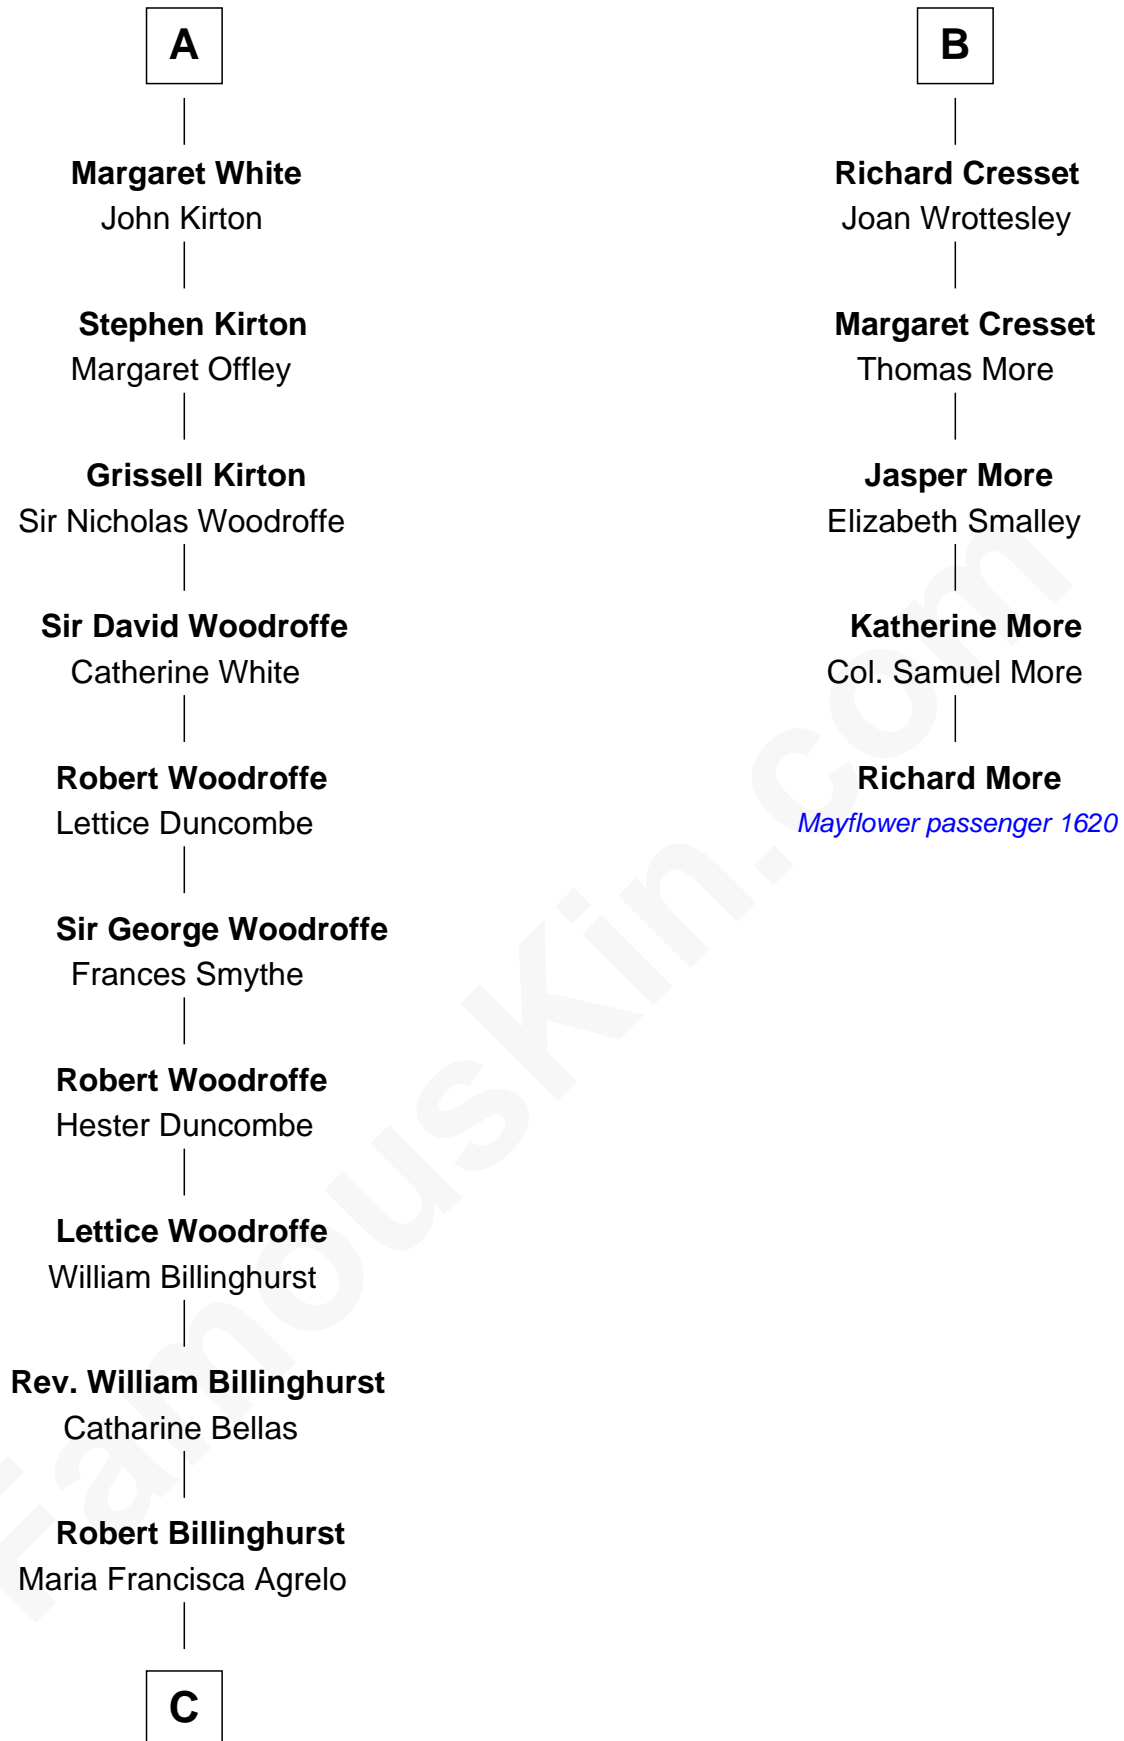 A
Margaret White
John Kirton
Stephen Kirton
Margaret Offley
Grissell Kirton
Sir Nicholas Woodroffe
Sir David Woodroffe
Catherine White
Robert Woodroffe
Lettice Duncombe
Sir George Woodroffe
Frances Smythe
Robert Woodroffe
Hester Duncombe
Lettice Woodroffe
William Billinghurst
Rev. William Billinghurst
Catharine Bellas
Robert Billinghurst
Maria Francisca Agrelo
C
B
Richard Cresset
Joan Wrottesley
Margaret Cresset
Thomas More
Jasper More
Elizabeth Smalley
Katherine More
Col. Samuel More
Richard More
Mayflower passenger 1620
FamousKin.com